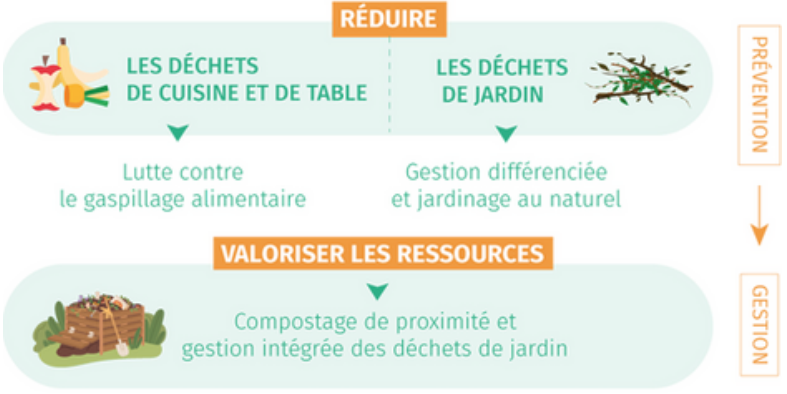 RÉDUIRE
LES DÉCHETS
DE CUISINE ET DE TABLE
LES DÉCHETS
DE JARDIN
Lutte contre
le gaspillage alimentaire
Gestion différenciée
et jardinage au naturel
PRÉVENTION
VALORISER LES RESSOURCES
Compostage de proximité et
gestion intégrée des déchets de jardin
GESTION